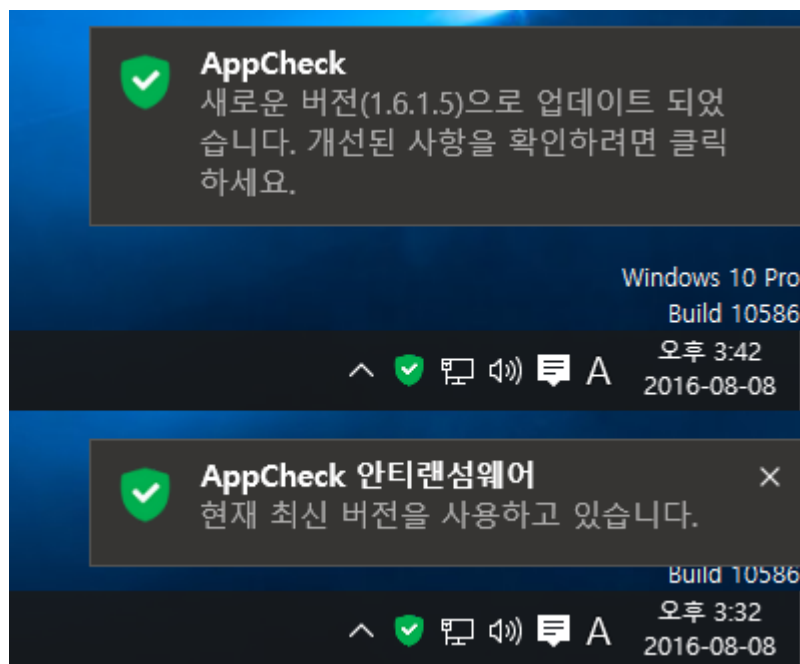 AppCheck
새로운 버전(1.6.1.5)으로 업데이트 되었
습니다. 개선된 사항을 확인하려면 클릭
하세요.
Windows 10 Pro
Build 10586
A
오후 3:42
2016-08-08
AppCheck 안티랜섬웨어
현재 최신 버전을 사용하고 있습니다.
Build 10586
A
오후 3:32
2016-08-08